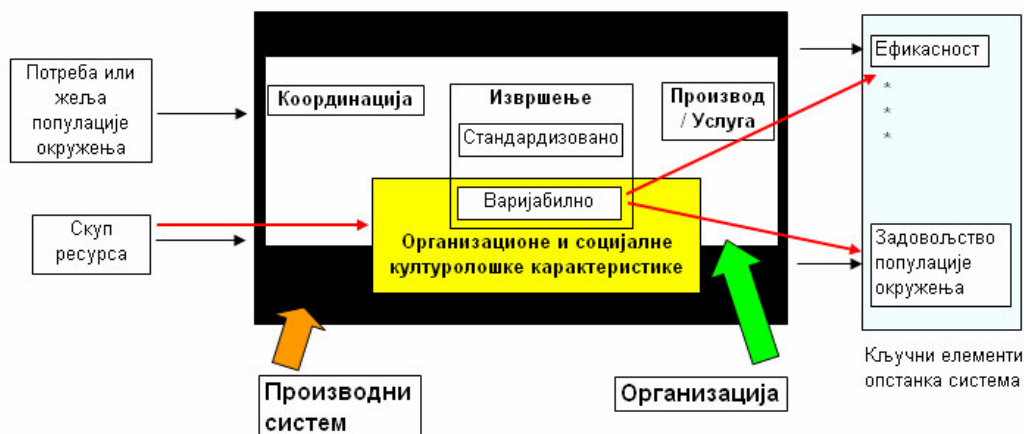 Потреба или
жеља
популације
окружења
Скуп
ресурса
Координација
Извршење
Стандардизовано
Варијабилно
Производ
/ Услуга
Организационе и социјалне
културолошке карактеристике
Ефикасност
*
*
*
Задовољство
популације
окружења
Кључни елементи
опстанка система
Производни
систем
Организација